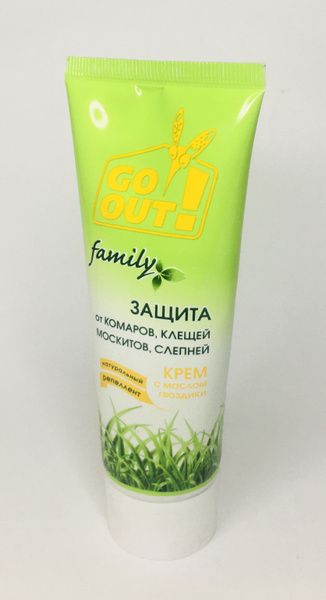 GO
OUT!
family
ЗАЩИТА
от КОМАРОВ, КЛЕЩЕЙ
МОСКИТОВ, СЛЕПНЕЙ
натуральный
репеллент
КРЕМ
С МАСЛОМ
ГВОЗДИКИ